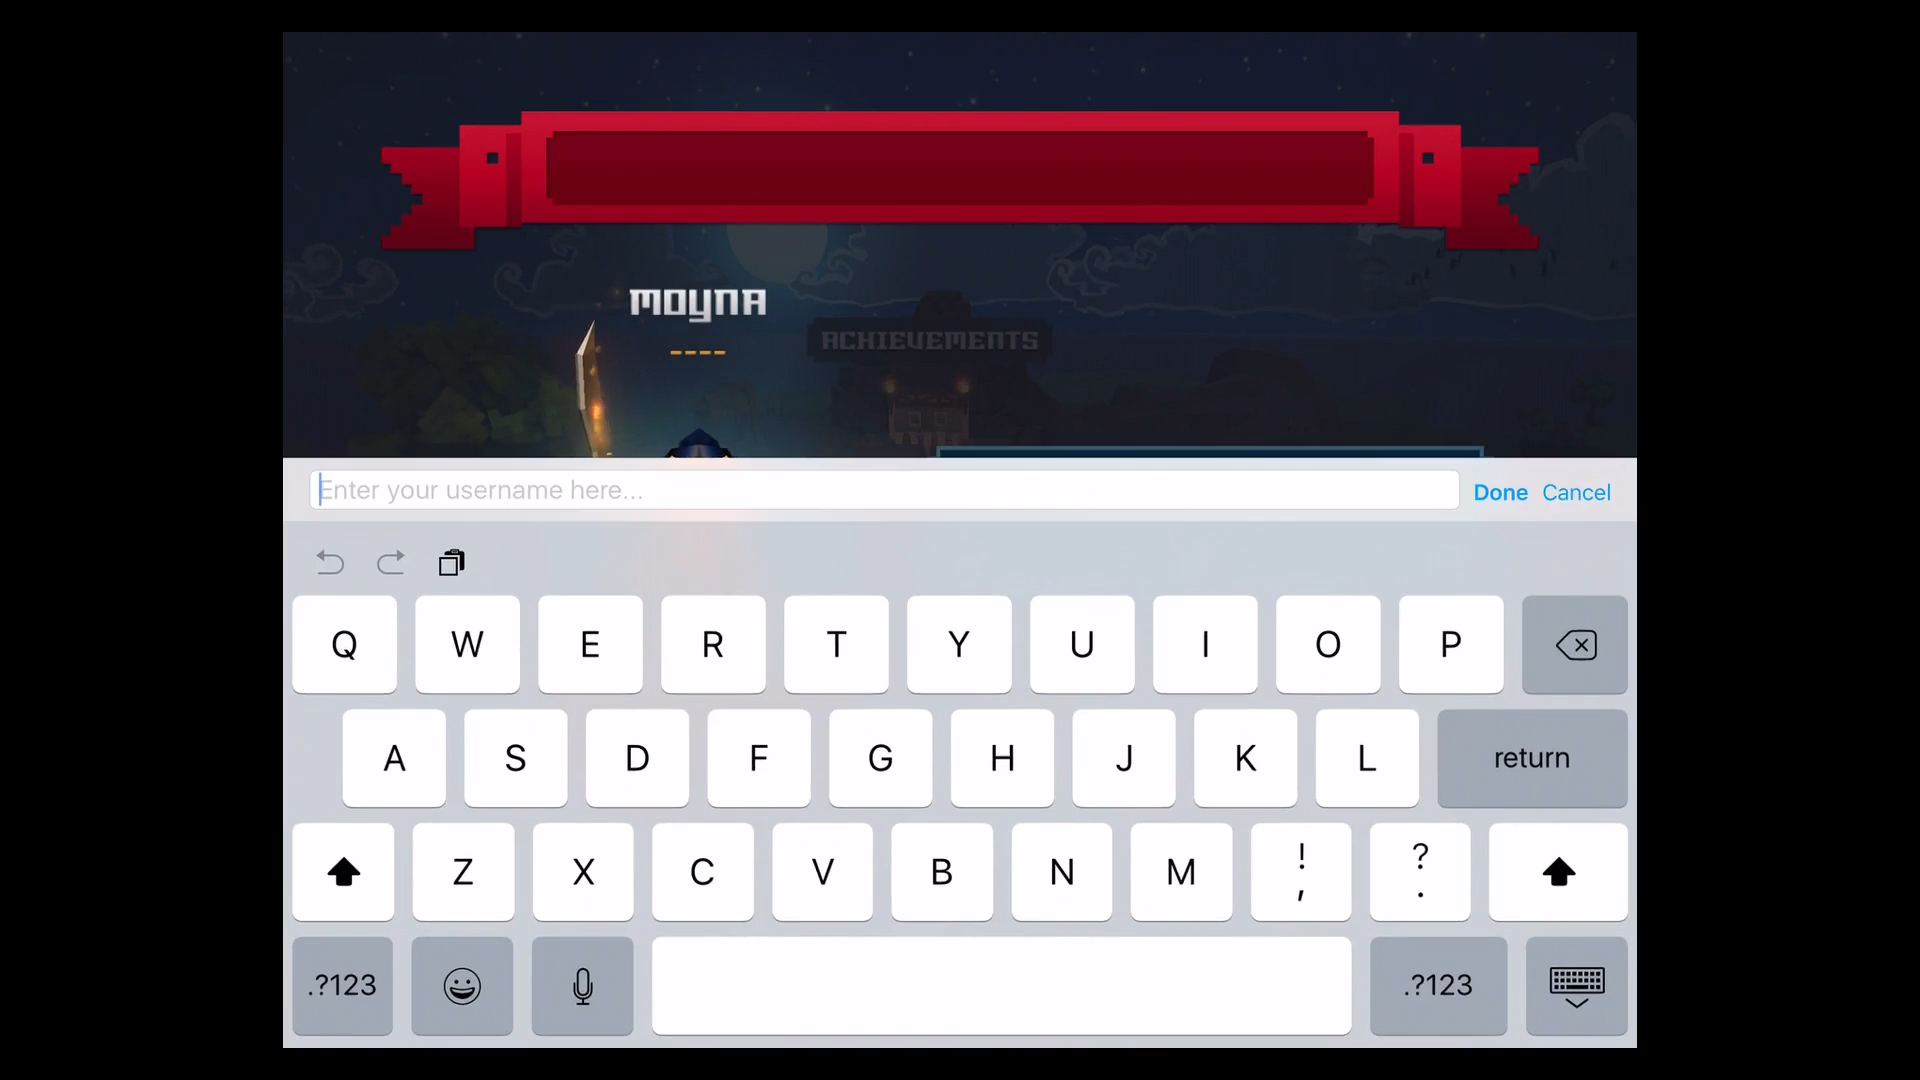 MOYNA
----
ACHIEVEMENTS
Enter your username here... Done Cancel
Q W E R T Y U I O P
A S D F G H J K L return
Z X C V B N M ! , ? .
.?123 .?123